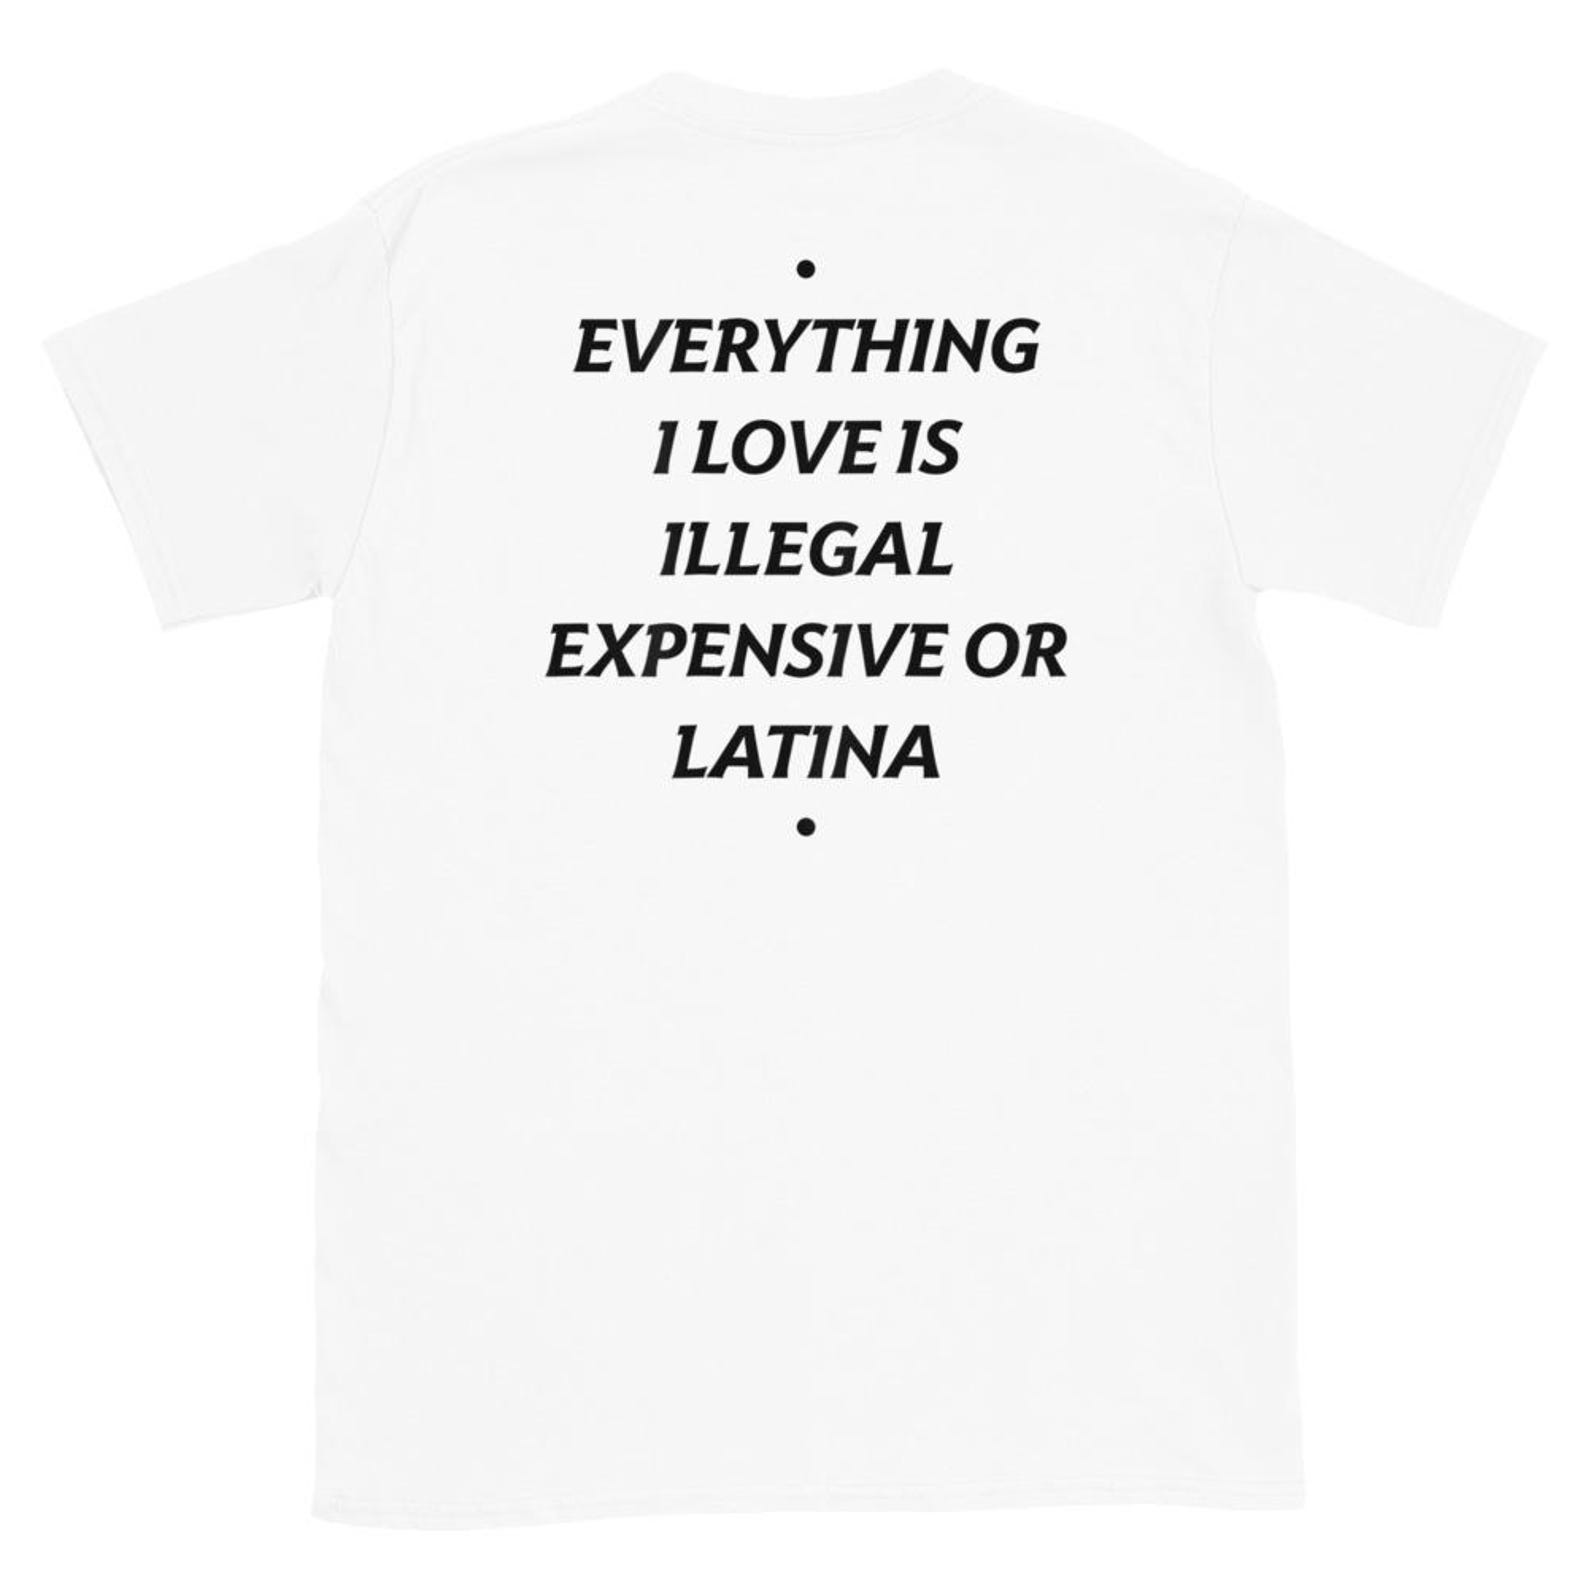 •
EVERYTHING
I LOVE IS
ILLEGAL
EXPENSIVE OR
LATINA
•